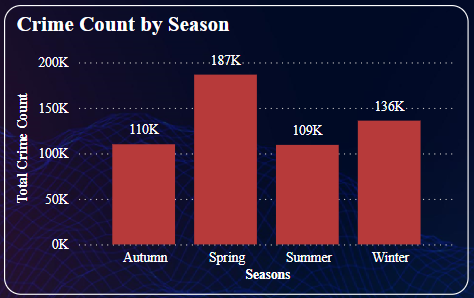 Crime Count by Season
Total Crime Count
200K
150K
100K
50K
0K
110K
187K
109K
136K
Autumn
Spring
Summer
Winter
Seasons